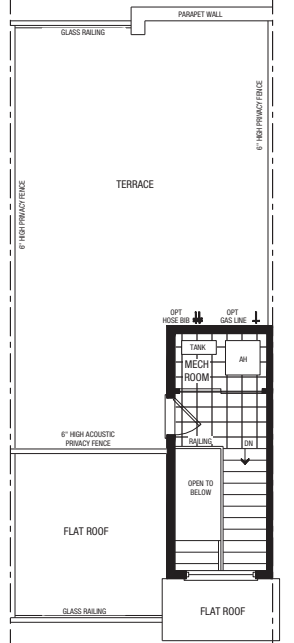 PARAPET WALL
GLASS RAILING
6" HIGH PRIVACY FENCE
TERRACE
6" HIGH PRIVACY FENCE
OPT
HOSE BIB
OPT
GAS LINE
TANK
AH
MECH
ROOM
RAILING
DN
6" HIGH ACOUSTIC
PRIVACY FENCE
OPEN TO
BELOW
FLAT ROOF
GLASS RAILING
FLAT ROOF